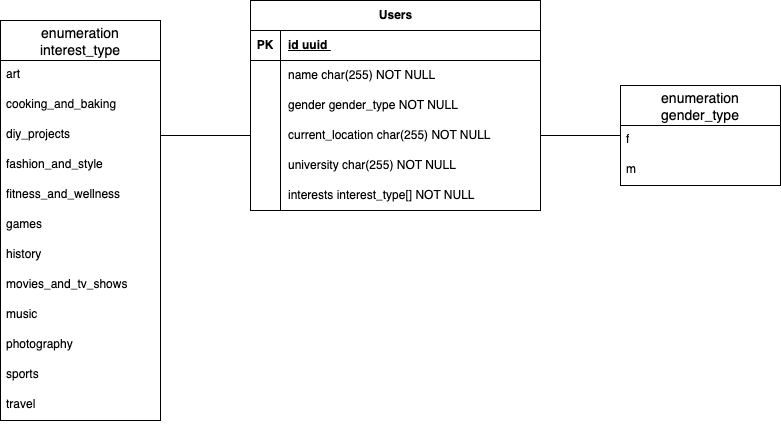 enumeration
interest_type
art
cooking_and_baking
diy_projects
fashion_and_style
fitness_and_wellness
games
history
movies_and_tv_shows
music
photography
sports
travel
Users
PK id uuid
name char(255) NOT NULL
gender gender_type NOT NULL
current_location char(255) NOT NULL
university char(255) NOT NULL
interests interest_type[] NOT NULL
enumeration
gender_type
f
m